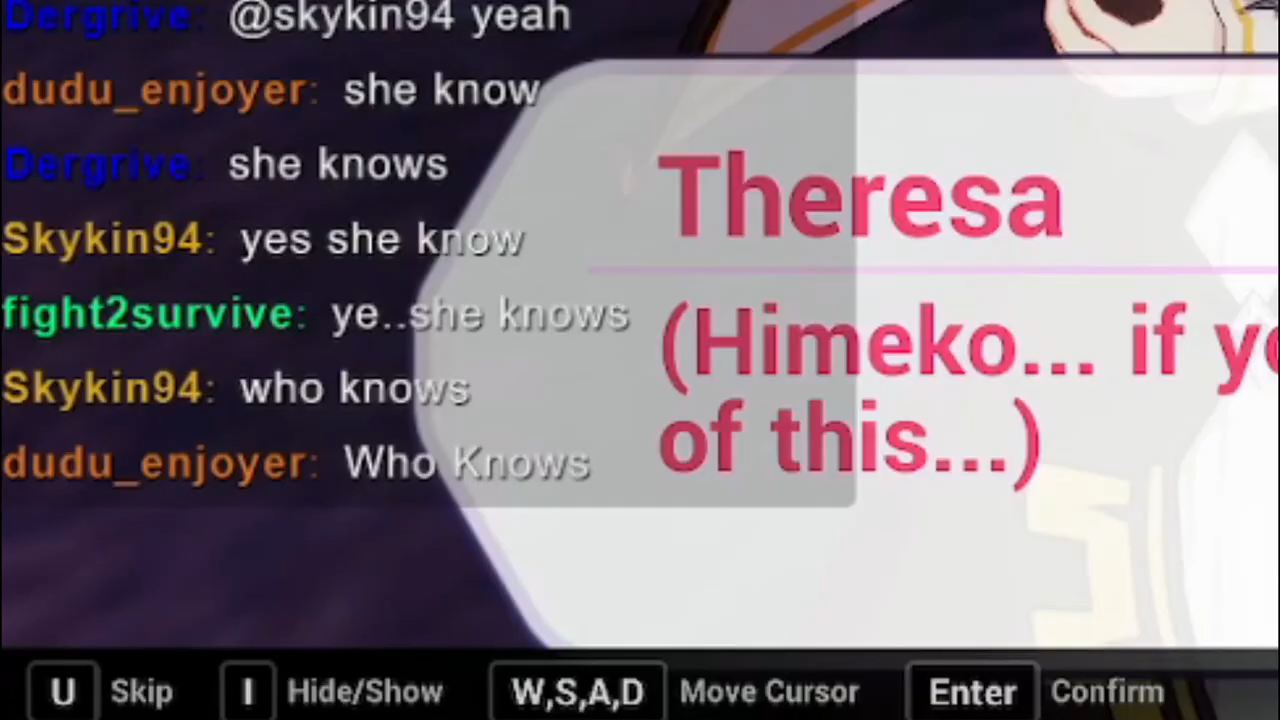 Dergrive: @skykin94 yeah
dudu_enjoyer: she know
Dergrive: she knows
Skykin94: yes she know
fight2survive: ye..she knows
Skykin94: who knows
dudu_enjoyer: Who Knows
Theresa
(Himeko... if
of this...)
U Skip I Hide/Show W,S,A,D Move Cursor Enter Confirm